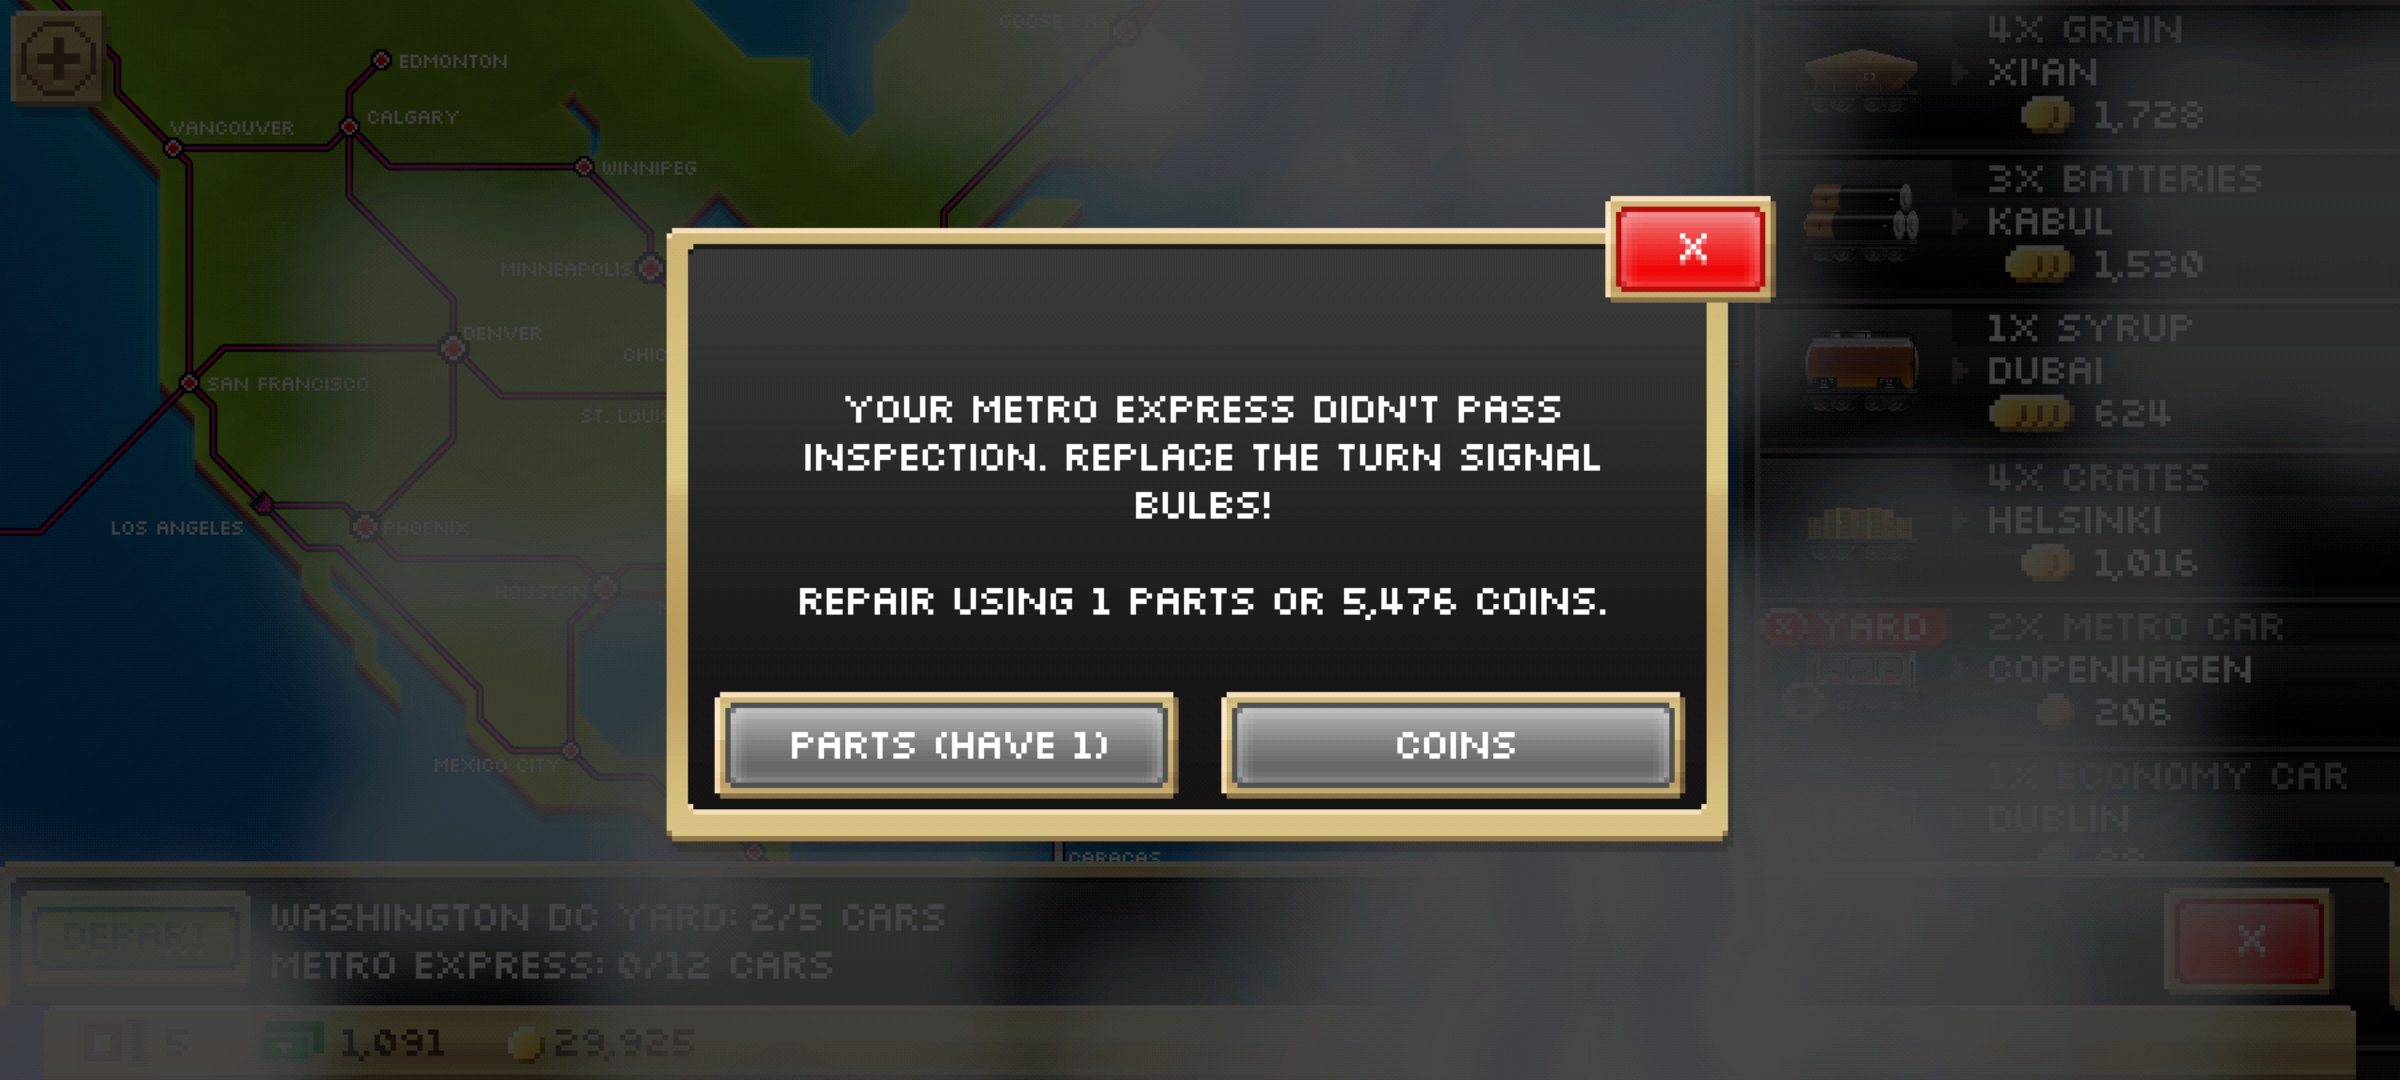 GOOSE BA
EDMONTON
CALGARY
VANCOUVER
WINNIPEG
MINNEAPOLIS
DENVER
CHIC
SAN FRANCISCO
ST. LOUIS
LOS ANGELES
PHOENIX
HOUSTON
N
MEXICO CITY
CARACAS
4X GRAIN
XI'AN
1,728
3X BATTERIES
KABUL
1,530
1X SYRUP
DUBAI
624
4X CRATES
HELSINKI
1,016
X YARD
2X METRO CAR
COPENHAGEN
206
1X ECONOMY CAR
DUBLIN
X
YOUR METRO EXPRESS DIDN'T PASS
INSPECTION. REPLACE THE TURN SIGNAL
BULBS!
REPAIR USING 1 PARTS OR 5,476 COINS.
PARTS (HAVE 1)
COINS
DEPART
WASHINGTON DC YARD: 2/5 CARS
METRO EXPRESS: 0/12 CARS
X
5
1,091
29,925